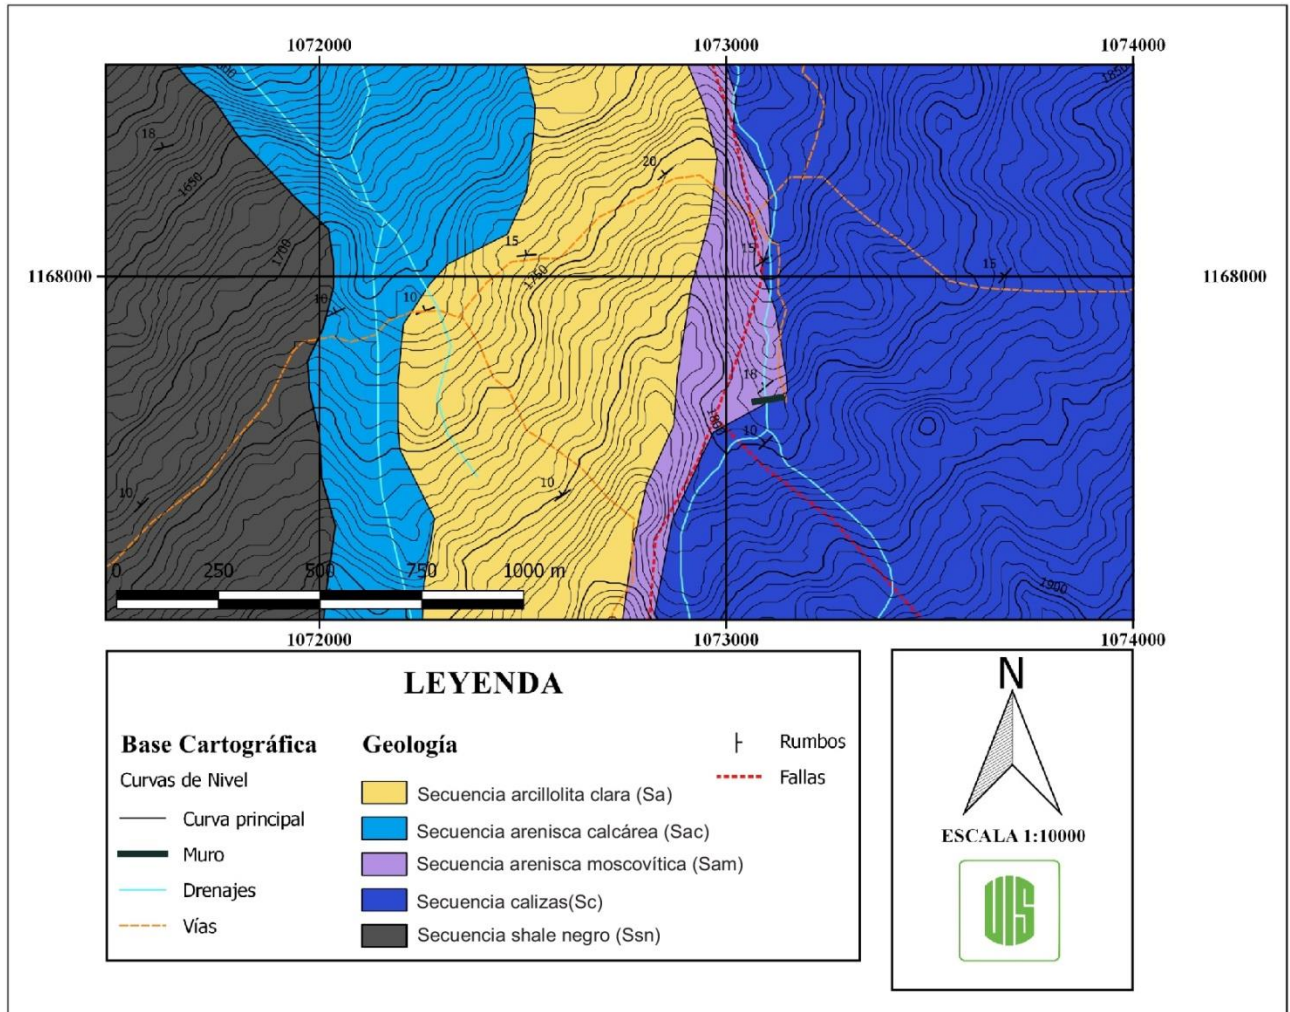 1072000 1073000 1074000
1850
18
20
1650
15
1700
15
15
1168000 1168000
1750
10 10
18
1800
10
10
10
1900
0 250 500 750 1000 m
1072000 1073000 1074000
LEYENDA
Base Cartográfica
Curvas de Nivel
Curva principal
Muro
Drenajes
Vías
Geología
Secuencia arcillolita clara (Sa)
Secuencia arenisca calcárea (Sac)
Secuencia arenisca moscovítica (Sam)
Secuencia calizas(Sc)
Secuencia shale negro (Ssn)
Rumbos
Fallas
N
ESCALA 1:10000
UIS